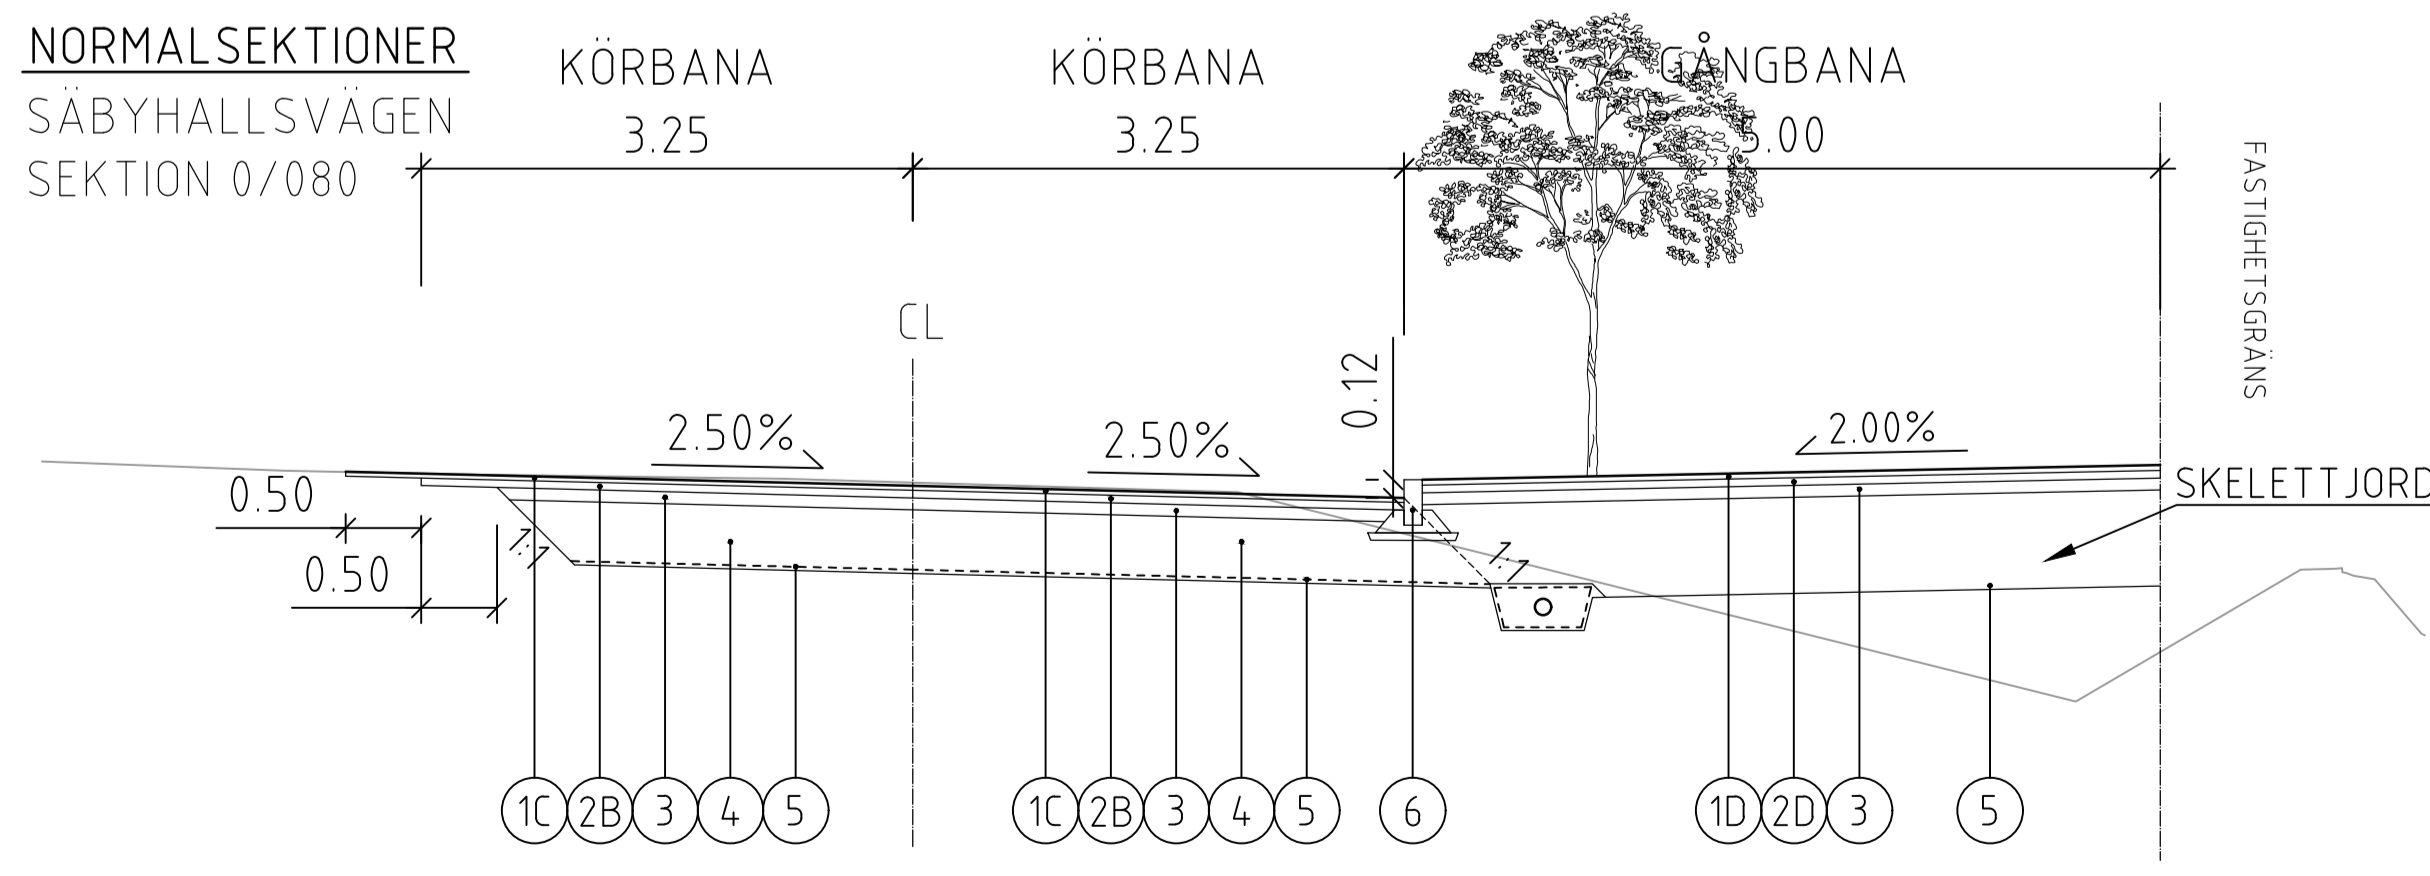 NORMALSEKTIONER
SÄBYHALLSVÄGEN
SEKTION 0/080
KÖRBANA
3.25
KÖRBANA
3.25
GÅNGBANA
5.00
FASTIGHETSGRÄNS
CL
0.12
2.50%
2.50%
2.00%
0.50
0.50
1:1
1:1
SKELETTJORD
1C 2B 3 4 5 1C 2B 3 4 5 6 1D 2D 3 5